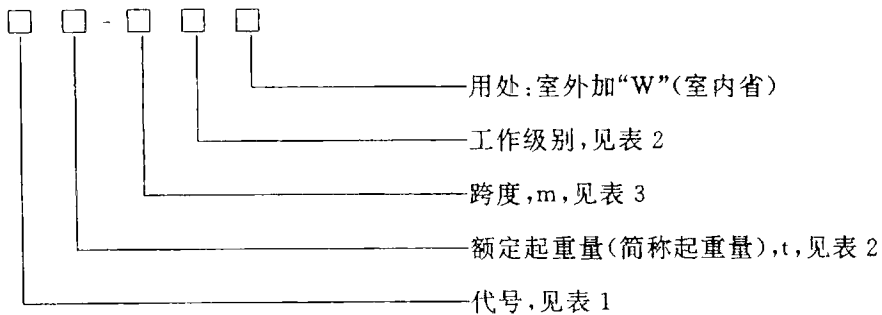 □ □ - □ □ □
用处:室外加“W”(室内省)
工作级别,见表 2
跨度,m,见表 3
额定起重量(简称起重量),t,见表 2
代号,见表 1